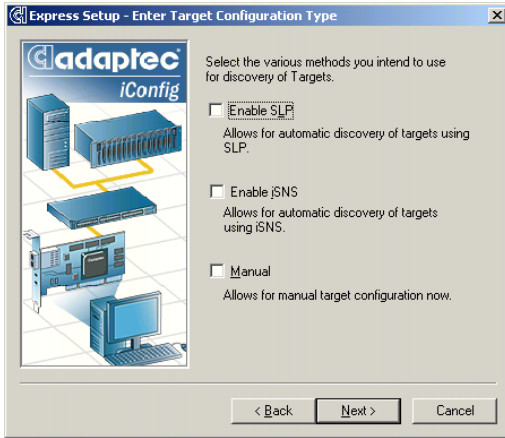 Express Setup - Enter Target Configuration Type
adaptec
iConfig
Select the various methods you intend to use
for discovery of Targets.
Enable SLP
Allows for automatic discovery of targets using
SLP.
Enable iSNS
Allows for automatic discovery of targets
using iSNS.
Manual
Allows for manual target configuration now.
< Back
Next >
Cancel